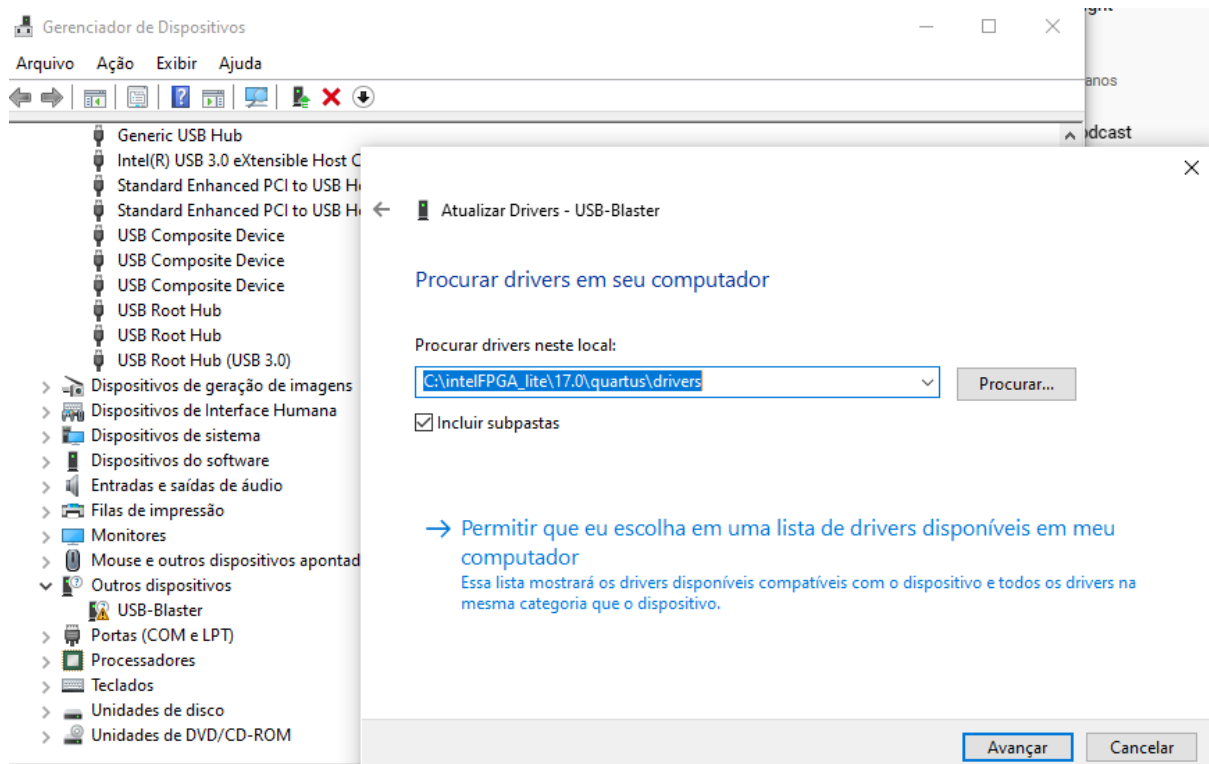 Gerenciador de Dispositivos
Arquivo Ação Exibir Ajuda
anos
dcast
Generic USB Hub
Intel(R) USB 3.0 eXtensible Host C
Standard Enhanced PCI to USB H
Standard Enhanced PCI to USB H
USB Composite Device
USB Composite Device
USB Composite Device
USB Root Hub
USB Root Hub
USB Root Hub (USB 3.0)
Dispositivos de geração de imagens
Dispositivos de Interface Humana
Dispositivos de sistema
Dispositivos do software
Entradas e saídas de áudio
Filas de impressão
Monitores
Mouse e outros dispositivos apontad
Outros dispositivos
USB-Blaster
Portas (COM e LPT)
Processadores
Teclados
Unidades de disco
Unidades de DVD/CD-ROM
Atualizar Drivers - USB-Blaster
Procurar drivers em seu computador
Procurar drivers neste local:
C:\intelFPGA_lite\17.0\quartus\drivers
Procurar...
Incluir subpastas
Permitir que eu escolha em uma lista de drivers disponíveis em meu
computador
Essa lista mostrará os drivers disponíveis compatíveis com o dispositivo e todos os drivers na
mesma categoria que o dispositivo.
Avançar Cancelar